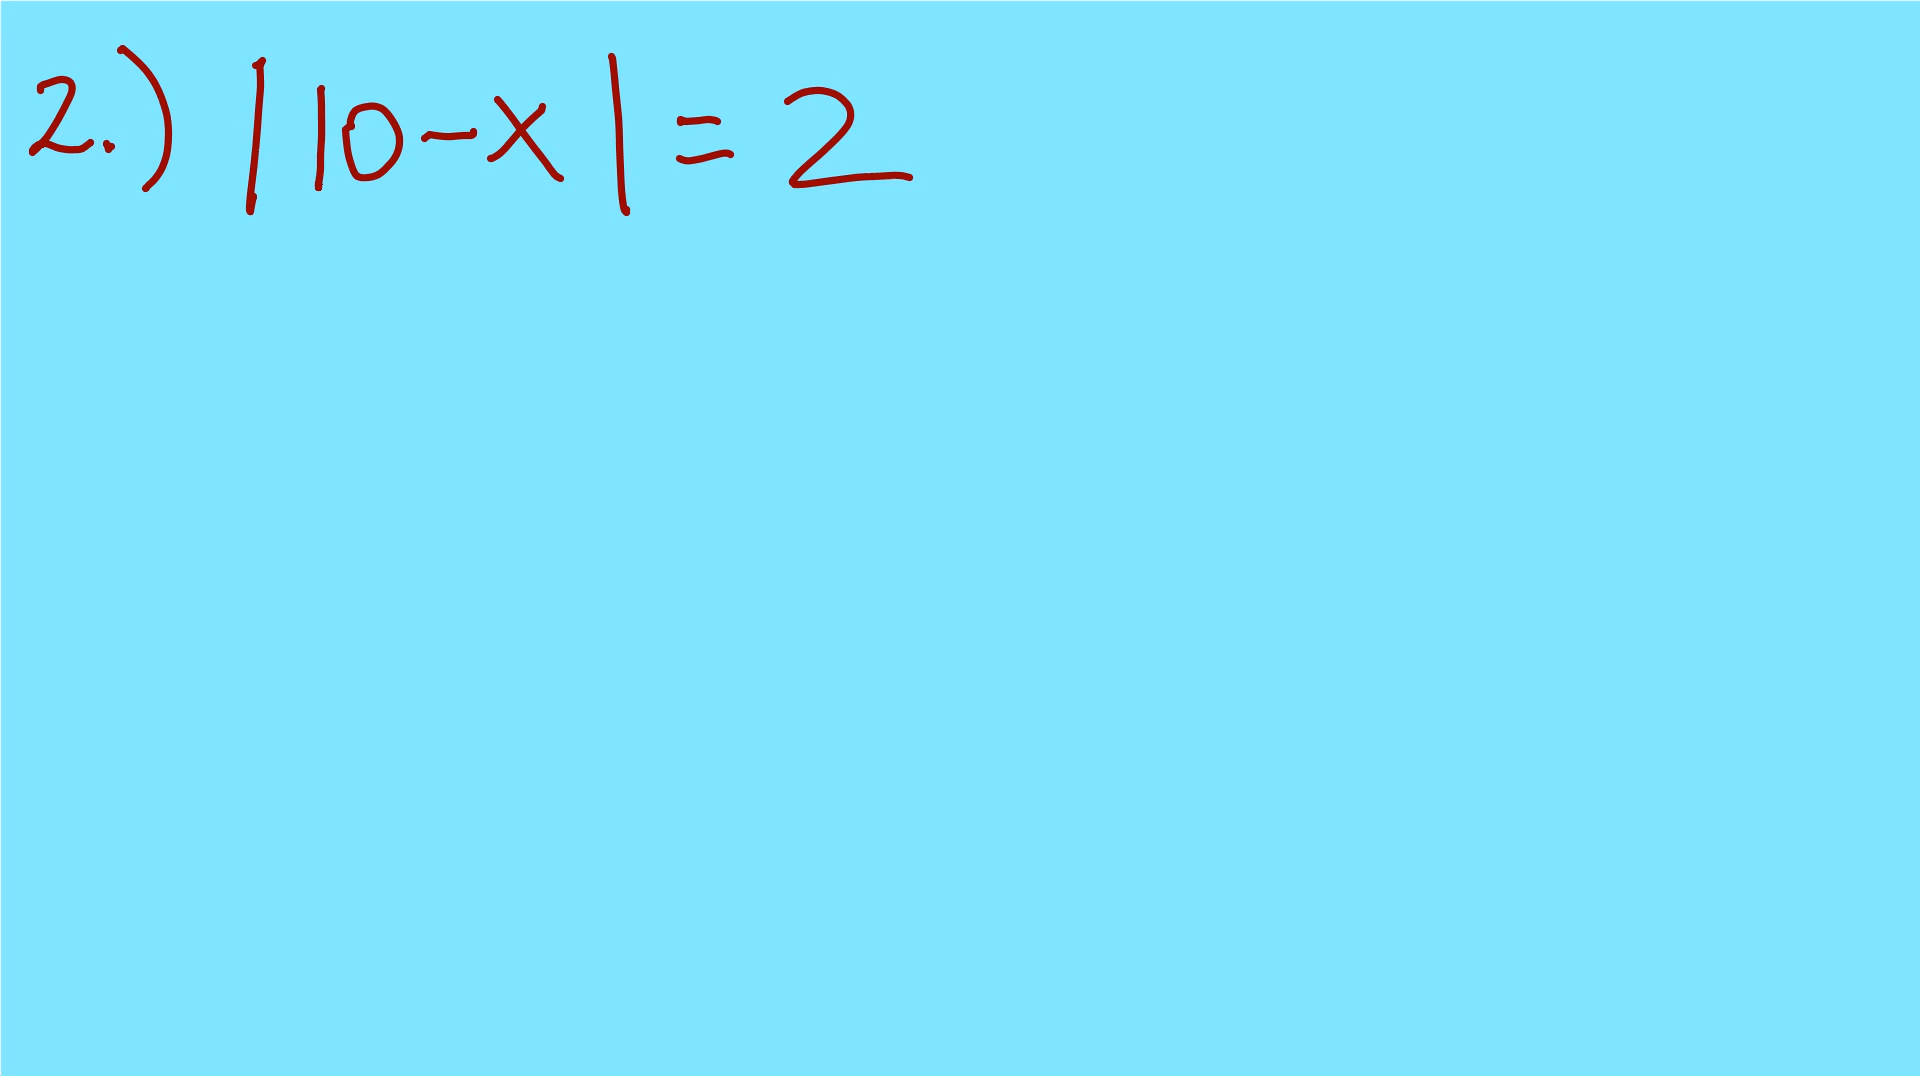 2.) |10-x| = 2